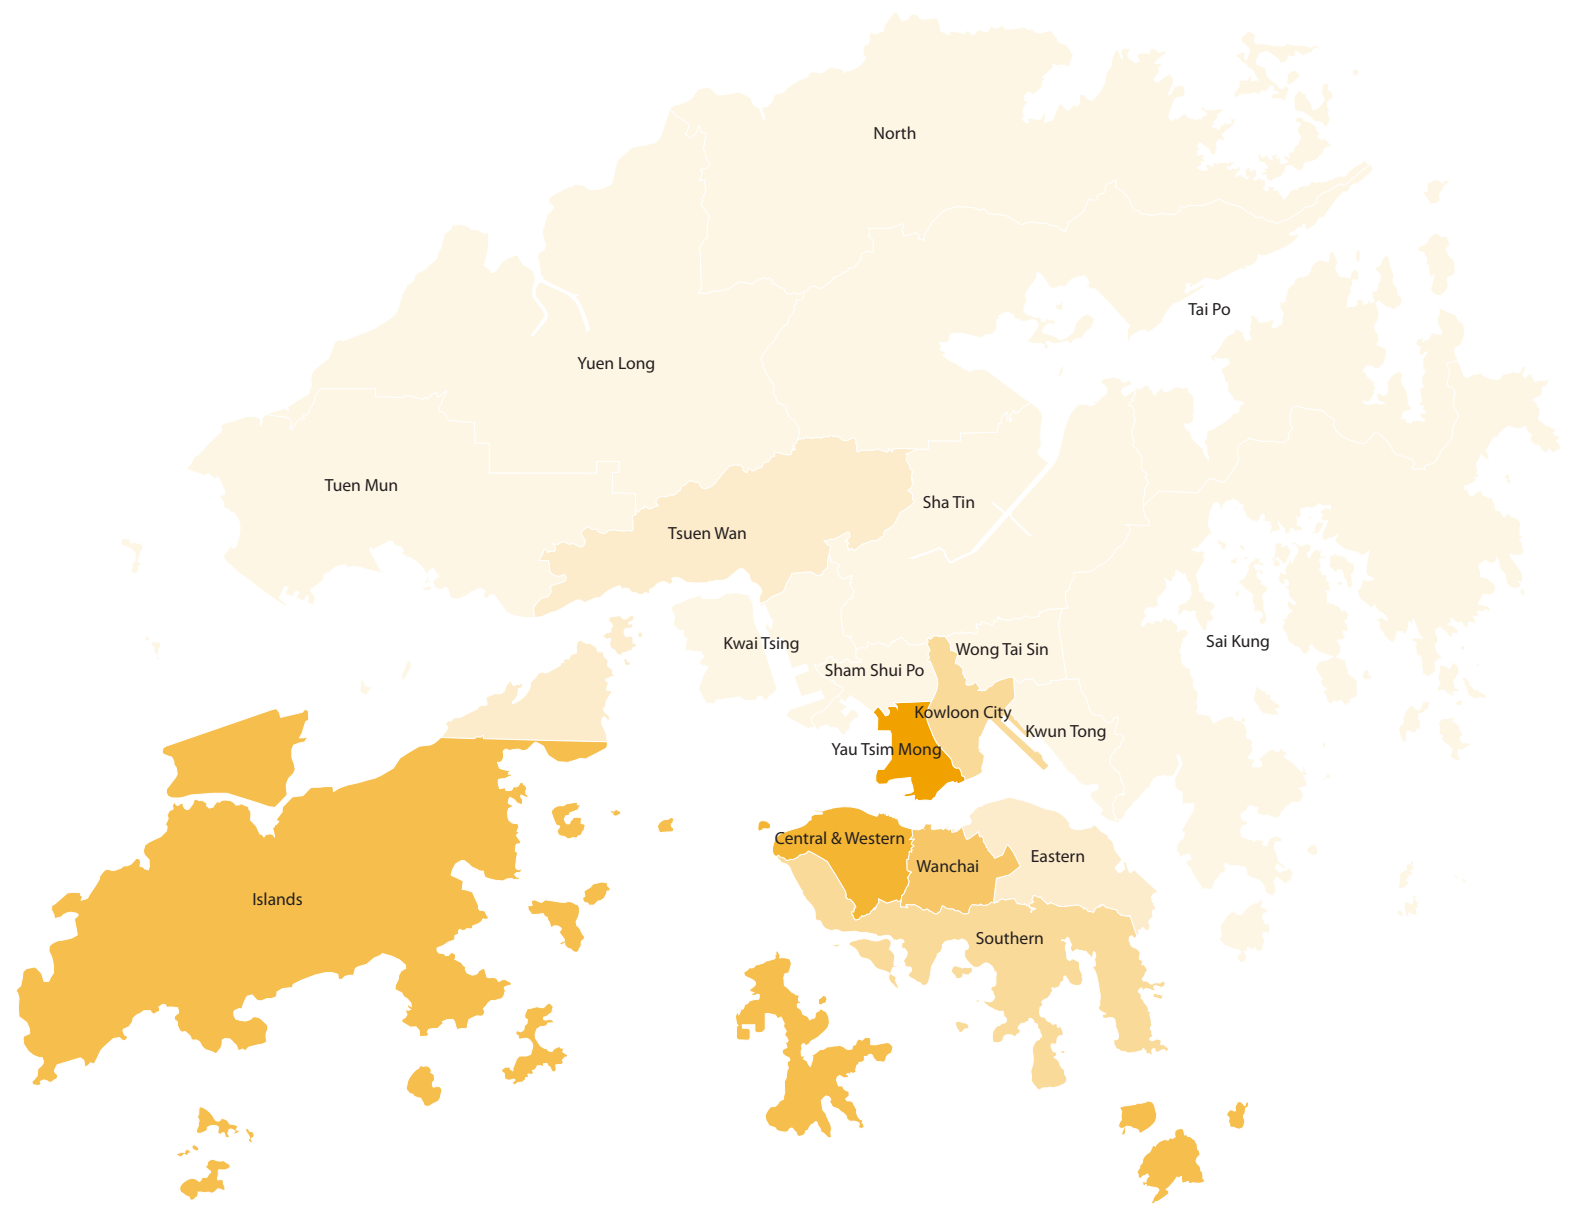 North
Tai Po
Yuen Long
Tuen Mun
Sha Tin
Tsuen Wan
Kwai Tsing
Sai Kung
Wong Tai Sin
Sham Shui Po
Kowloon City
Kwun Tong
Yau Tsim Mong
Central & Western
Eastern
Wanchai
Islands
Southern